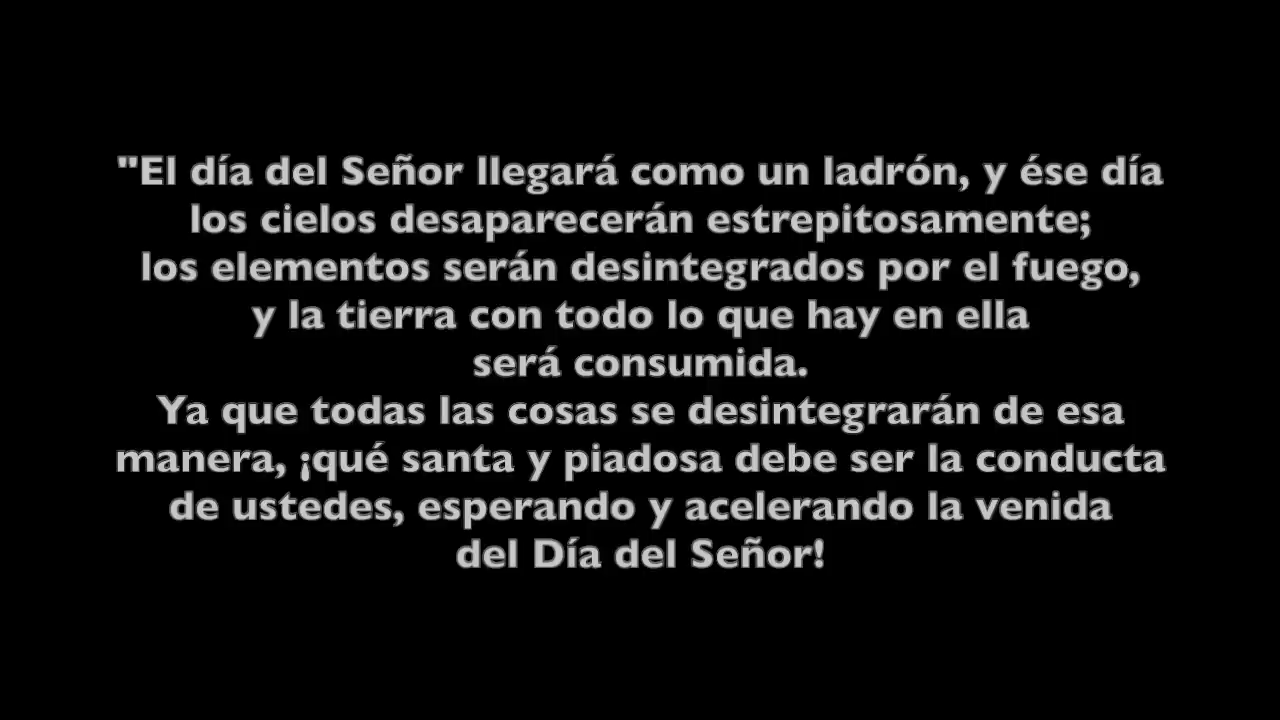 "El día del Señor llegará como un ladrón, y ése día
los cielos desaparecerán estrepitosamente;
los elementos serán desintegrados por el fuego,
y la tierra con todo lo que hay en ella
será consumida.
Ya que todas las cosas se desintegrarán de esa
manera, ¡qué santa y piadosa debe ser la conducta
de ustedes, esperando y acelerando la venida
del Día del Señor!